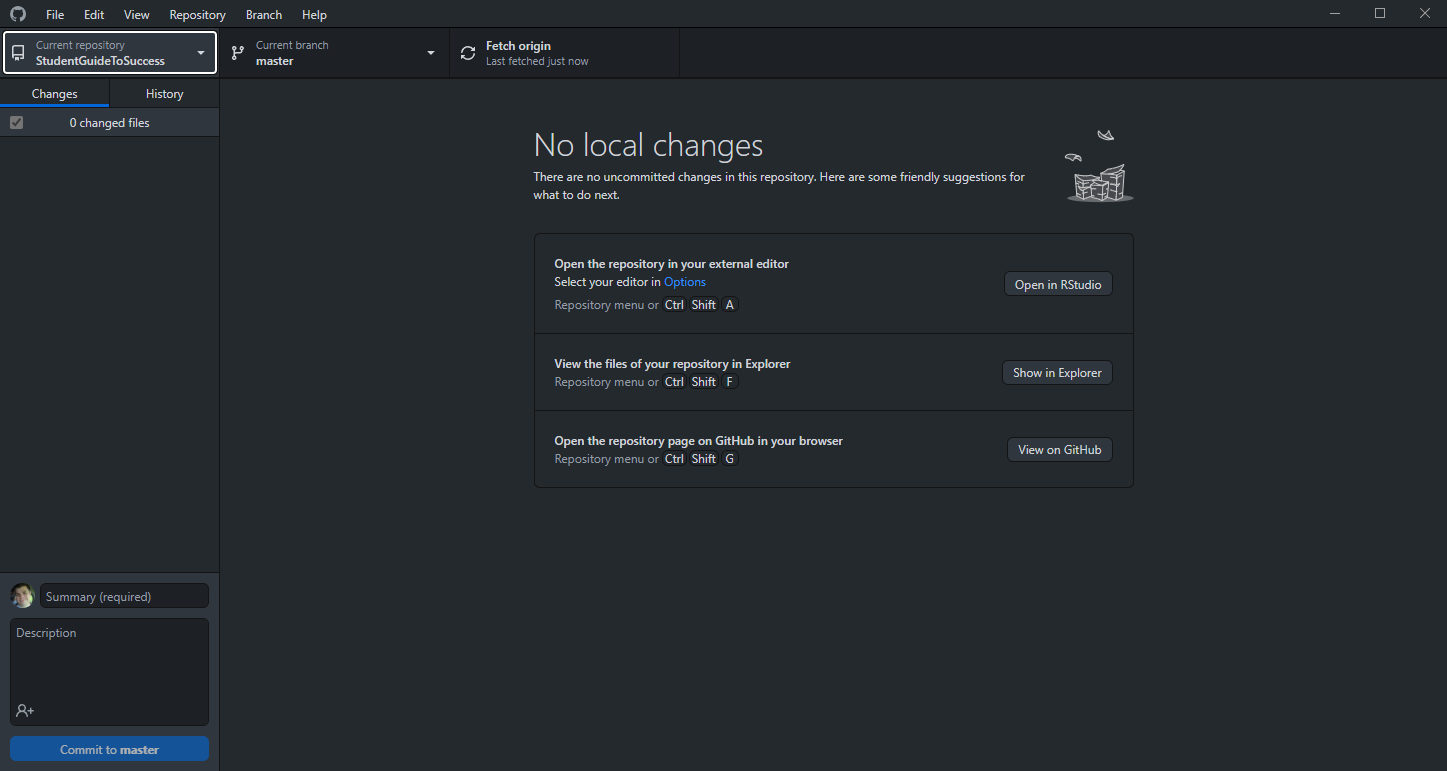 File Edit View Repository Branch Help
Current repository
StudentGuideToSuccess
Current branch
master
Fetch origin
Last fetched just now
Changes History
0 changed files
No local changes
There are no uncommitted changes in this repository. Here are some friendly suggestions for
what to do next.
Open the repository in your external editor
Select your editor in Options
Repository menu or Ctrl Shift A
Open in RStudio
View the files of your repository in Explorer
Repository menu or Ctrl Shift F
Show in Explorer
Open the repository page on GitHub in your browser
Repository menu or Ctrl Shift G
View on GitHub
Summary (required)
Description
Commit to master